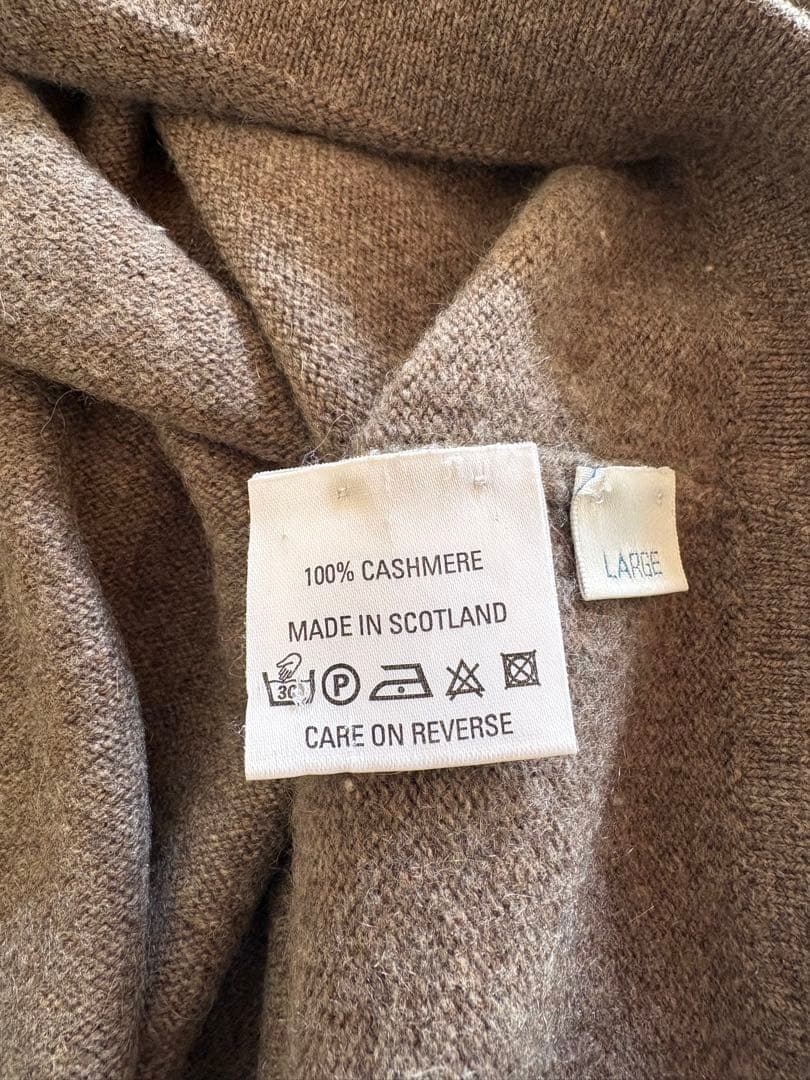 100% CASHMERE
MADE IN SCOTLAND
30 P
CARE ON REVERSE
LARGE